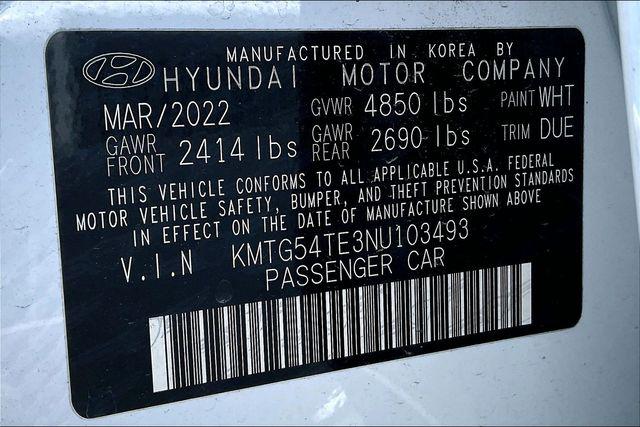 MANUFACTURED IN KOREA BY
HYUNDAI MOTOR COMPANY
MAR/2022 GVWR 4850 lbs PAINT WHT
GAWR FRONT 2414 lbs GAWR REAR 2690 lbs TRIM DUE
THIS VEHICLE CONFORMS TO ALL APPLICABLE U.S.A. FEDERAL
MOTOR VEHICLE SAFETY, BUMPER, AND THEFT PREVENTION STANDARDS
IN EFFECT ON THE DATE OF MANUFACTURE SHOWN ABOVE
V.I.N KMTG54TE3NU103493
PASSENGER CAR